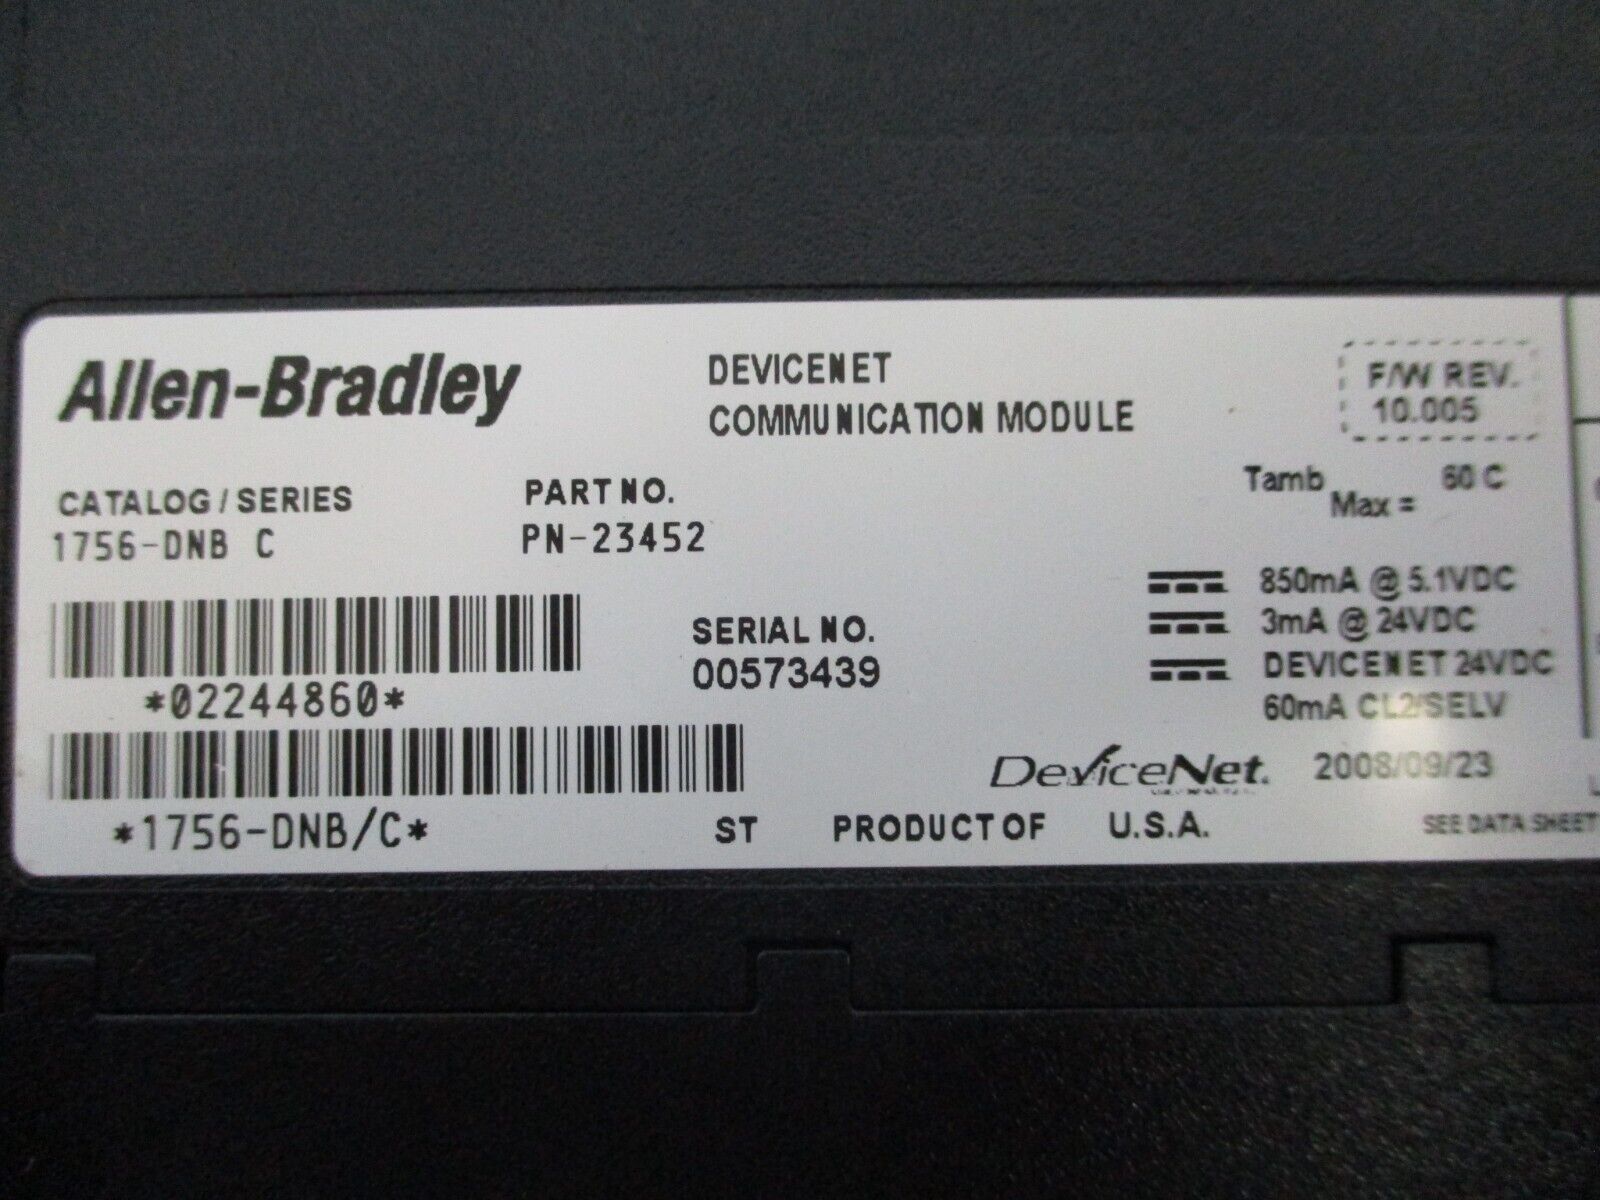 Allen-Bradley
DEVICENET
COMMUNICATION MODULE
F/W REV.
10.005
CATALOG / SERIES
1756-DNB C
PART NO.
PN-23452
Tamb Max = 60 C
*02244860*
SERIAL NO.
00573439
850mA @ 5.1VDC
3mA @ 24VDC
DEVICENET 24VDC
60mA CL2/SELV
*1756-DNB/C*
DeviceNet.
2008/09/23
ST PRODUCT OF U.S.A.
SEE DATA SHEET